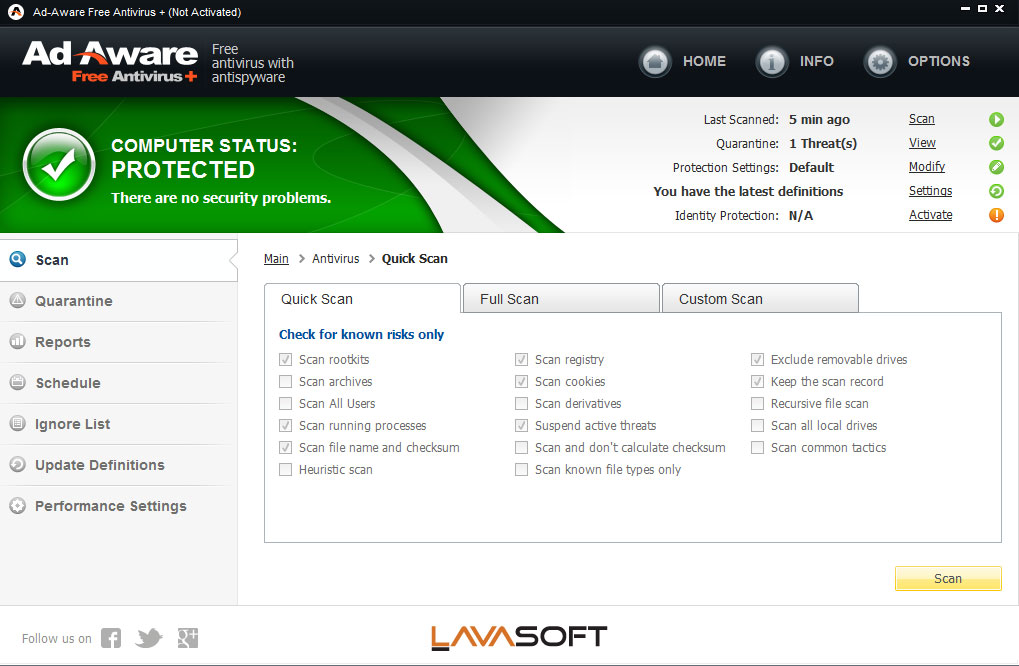 Ad-Aware Free Antivirus + (Not Activated)
Ad-Aware
Free Antivirus+
Free
antivirus with
antispyware
HOME
INFO
OPTIONS
COMPUTER STATUS:
PROTECTED
There are no security problems.
Last Scanned: 5 min ago Scan
Quarantine: 1 Threat(s) View
Protection Settings: Default Modify
You have the latest definitions Settings
Identity Protection: N/A Activate
Scan
Quarantine
Reports
Schedule
Ignore List
Update Definitions
Performance Settings
Main > Antivirus > Quick Scan
Quick Scan Full Scan Custom Scan
Check for known risks only
Scan rootkits Scan registry Exclude removable drives
Scan archives Scan cookies Keep the scan record
Scan All Users Scan derivatives Recursive file scan
Scan running processes Suspend active threats Scan all local drives
Scan file name and checksum Scan and don't calculate checksum Scan common tactics
Heuristic scan Scan known file types only
Scan
Follow us on
LAVASOFT